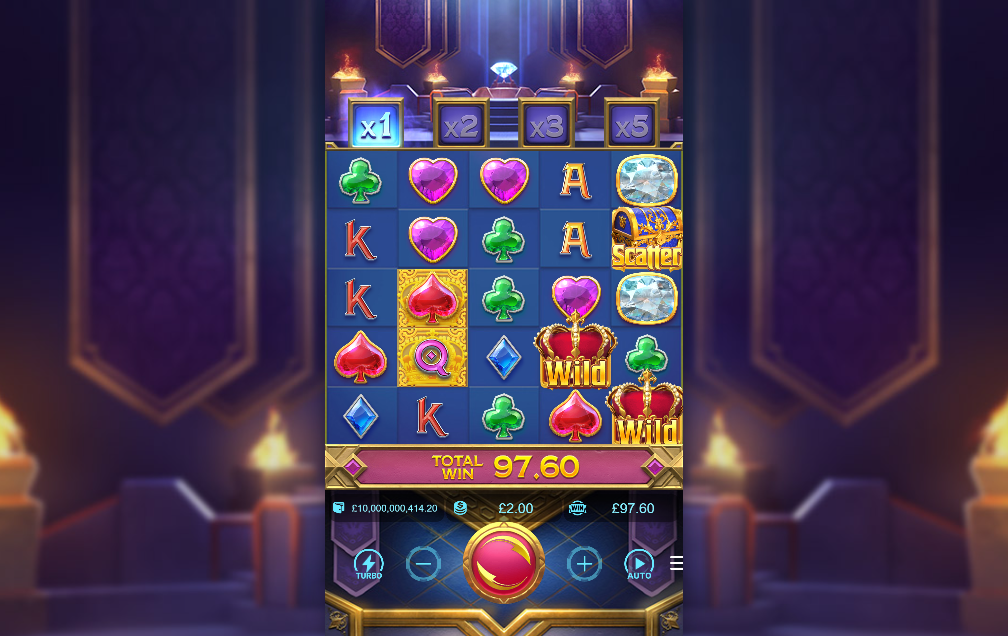 x1 x2 x3 x5
A
K A Scatter
K
Q Wild
K Wild
TOTAL WIN 97.60
£10,000,000,414.20 £2.00 WIN £97.60
TURBO AUTO